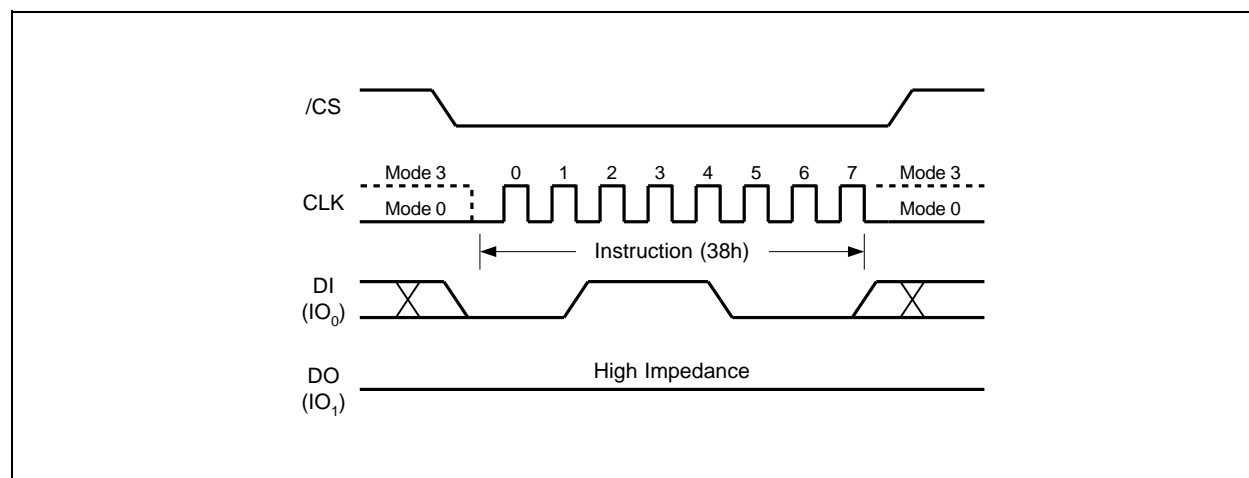 /CS
Mode 3 0 1 2 3 4 5 6 7 Mode 3
CLK
Mode 0 Mode 0
Instruction (38h)
DI
(IO0)
High Impedance
DO
(IO1)